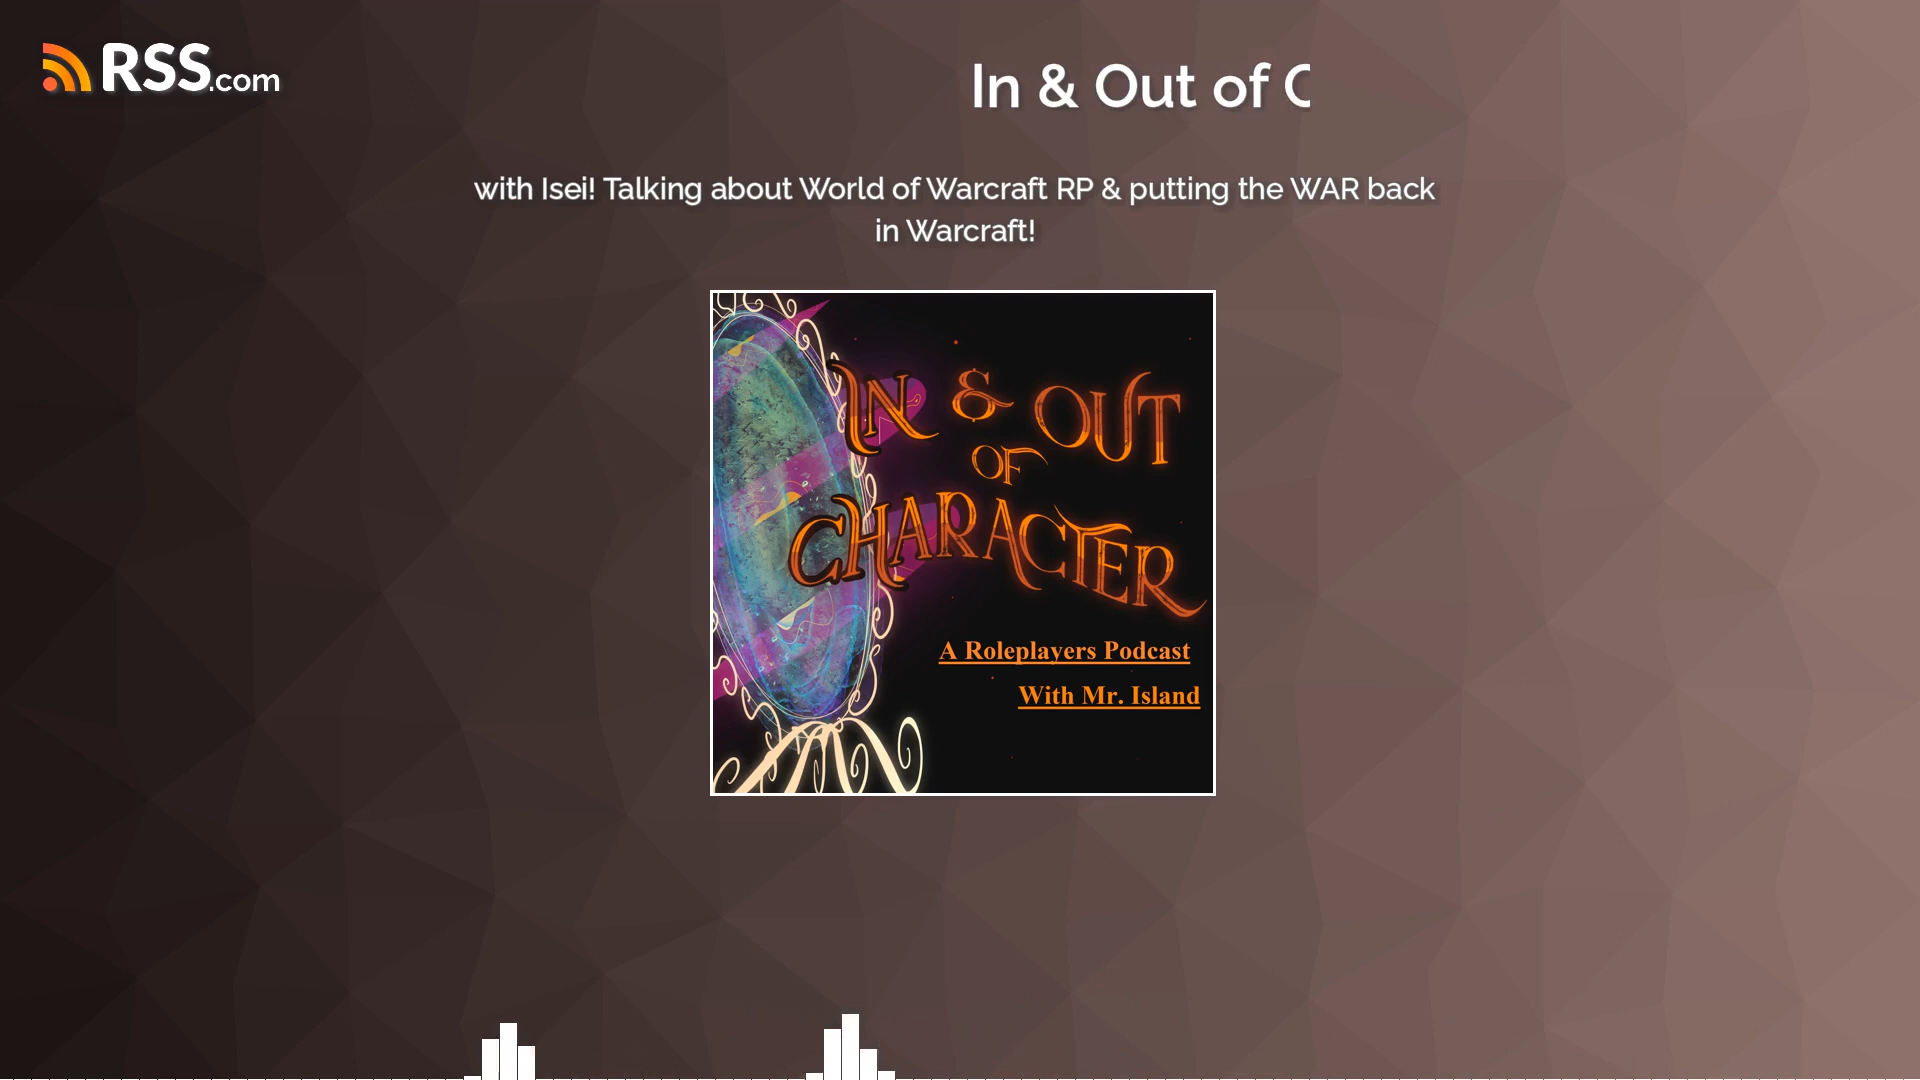 RSS.com
In & Out of C
with Isei! Talking about World of Warcraft RP & putting the WAR back
in Warcraft!
IN & OUT
OF
CHARACTER
A Roleplayers Podcast
With Mr. Island